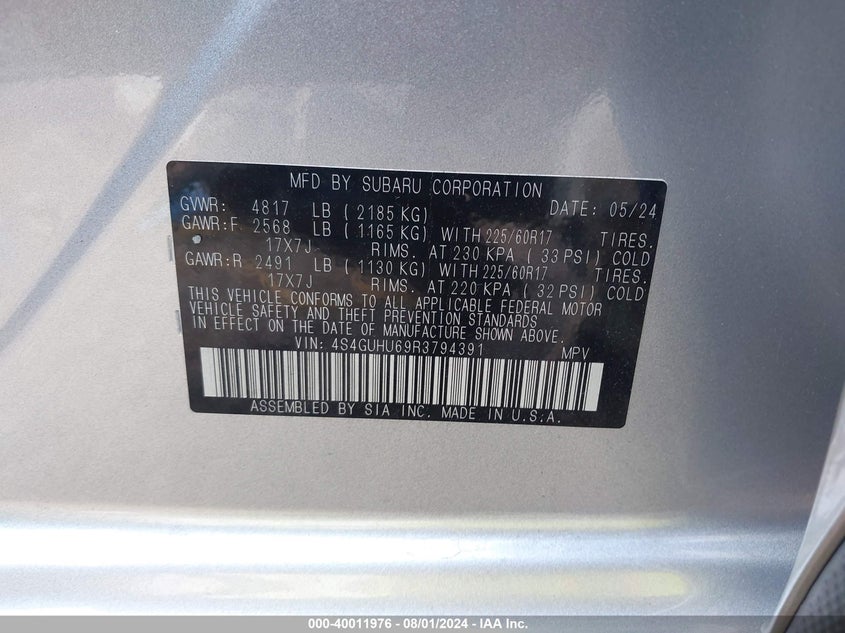 MFD BY SUBARU CORPORATION
GVWR: 4817 LB ( 2185 KG) DATE: 05/24
GAWR:F 2568 LB ( 1165 KG) WITH 225/60R17 TIRES.
17X7J RIMS. AT 230 KPA ( 33 PSI) COLD
GAWR:R 2491 LB ( 1130 KG) WITH 225/60R17 TIRES.
17X7J RIMS. AT 220 KPA ( 32 PSI) COLD
THIS VEHICLE CONFORMS TO ALL APPLICABLE FEDERAL MOTOR
VEHICLE SAFETY AND THEFT PREVENTION STANDARDS
IN EFFECT ON THE DATE OF MANUFACTURE SHOWN ABOVE.
VIN: 4S4GUHU69R3794391 MPV
ASSEMBLED BY SIA INC. MADE IN U.S.A.
000-40011976 - 08/01/2024 - IAA Inc.